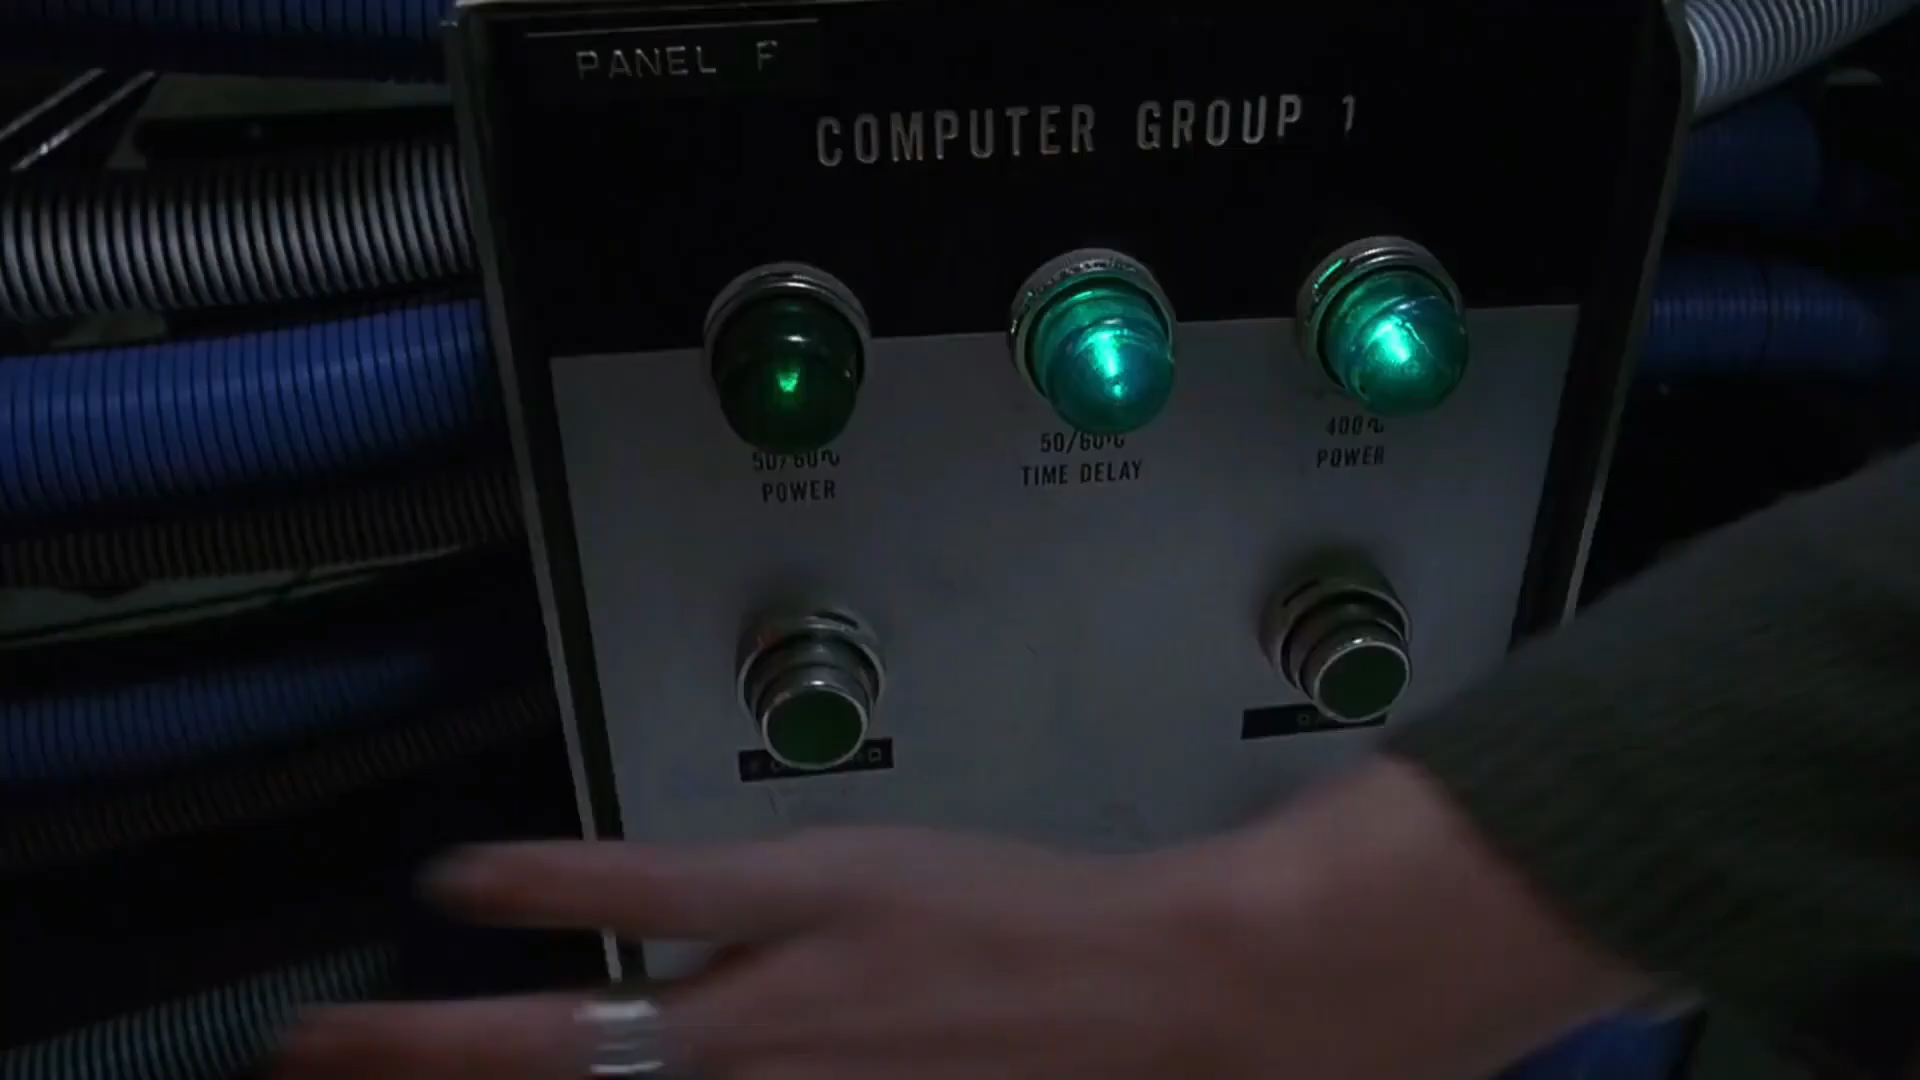 PANEL F
COMPUTER GROUP 1
50/60∿
POWER
50/60∿
TIME DELAY
400∿
POWER